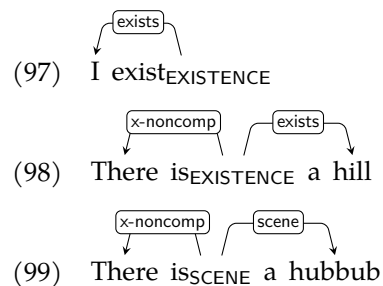 exists
(97) I exist EXISTENCE
x-noncomp exists
(98) There is EXISTENCE a hill
x-noncomp scene
(99) There is SCENE a hubbub